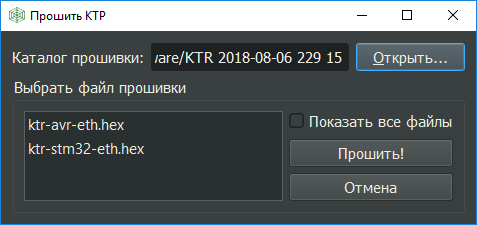 Прошить КТР
Каталог прошивки: are/KTR 2018-08-06 229 15 Открыть...
Выбрать файл прошивки
ktr-avr-eth.hex
ktr-stm32-eth.hex
Показать все файлы
Прошить!
Отмена